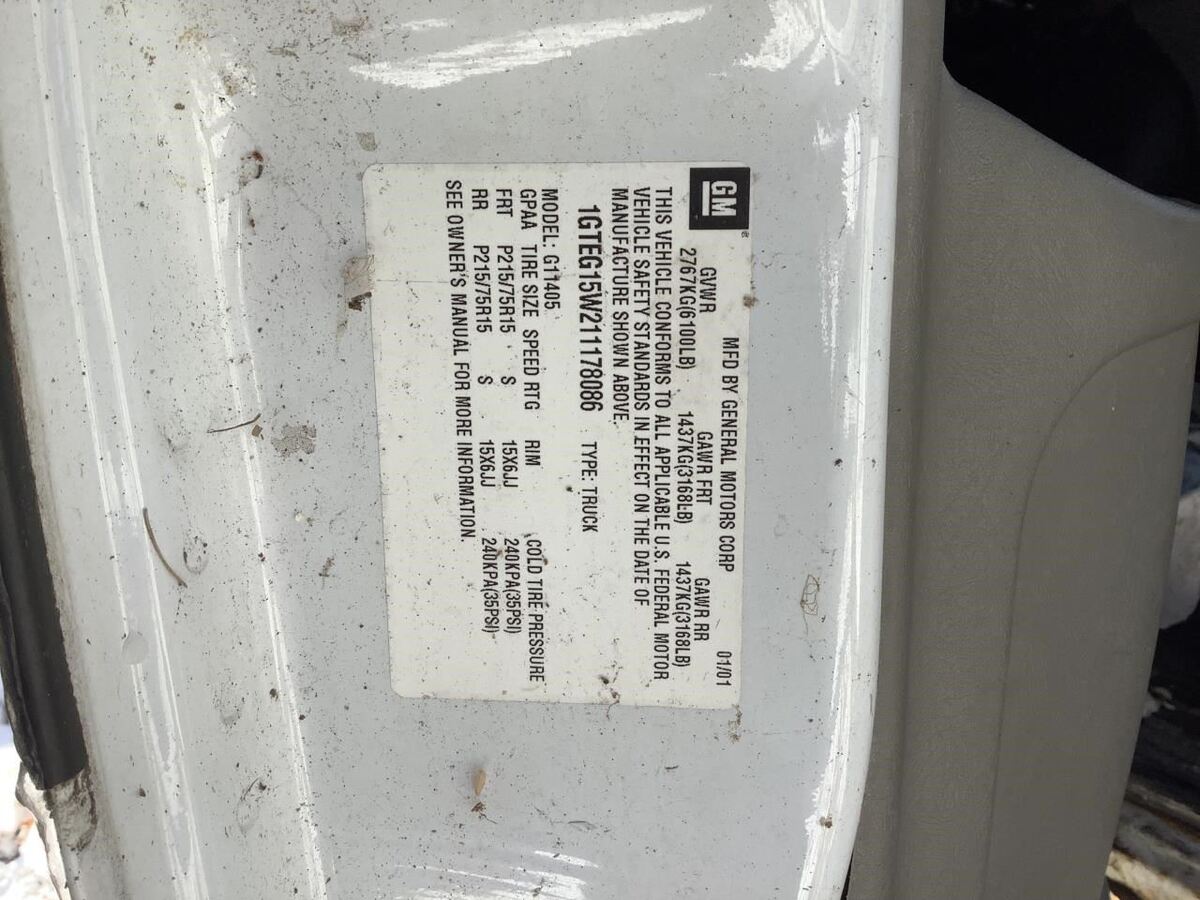 GM®
MFD BY GENERAL MOTORS CORP 01/01
GVWR GAWR FRT GAWR RR
2767KG(6100LB) 1437KG(3168LB) 1437KG(3168LB)
THIS VEHICLE CONFORMS TO ALL APPLICABLE U.S. FEDERAL MOTOR
VEHICLE SAFETY STANDARDS IN EFFECT ON THE DATE OF
MANUFACTURE SHOWN ABOVE.
1GTEG15W211178086 TYPE: TRUCK
MODEL: G11405
GPAA TIRE SIZE SPEED RTG RIM COLD TIRE PRESSURE
FRT P215/75R15 S 15X6JJ 240KPA(35PSI)
RR P215/75R15 S 15X6JJ 240KPA(35PSI)
SEE OWNER'S MANUAL FOR MORE INFORMATION.